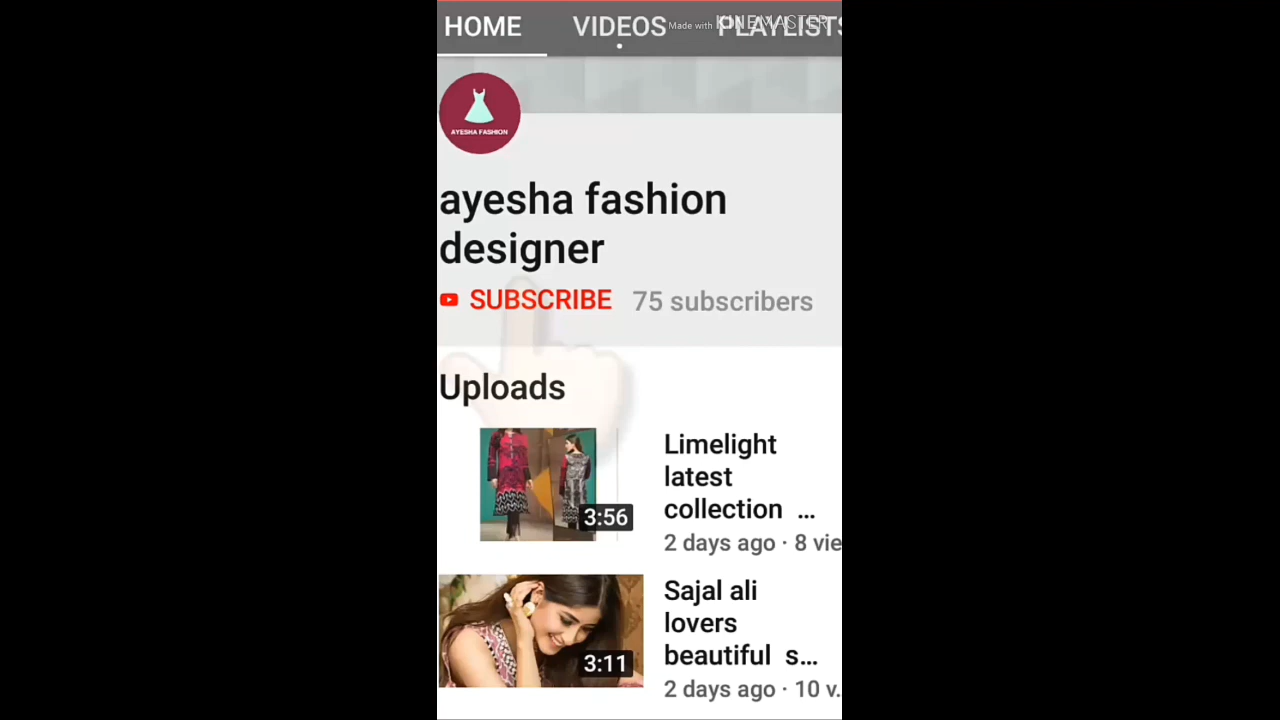 HOME VIDEOS PLAYLISTS
Made with KINEMASTER
AYESHA FASHION
ayesha fashion
designer
SUBSCRIBE 75 subscribers
Uploads
Limelight
latest
collection ...
2 days ago · 8 vie
3:56
Sajal ali
lovers
beautiful s...
2 days ago · 10 v...
3:11